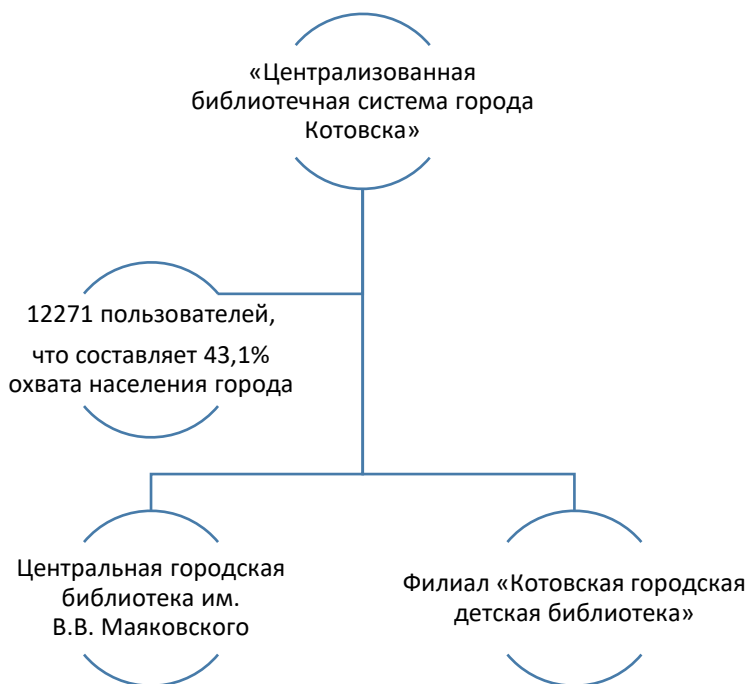 «Централизованная
библиотечная система города
Котовска»
12271 пользователей,
что составляет 43,1%
охвата населения города
Центральная городская
библиотека им.
В.В. Маяковского
Филиал «Котовская городская
детская библиотека»